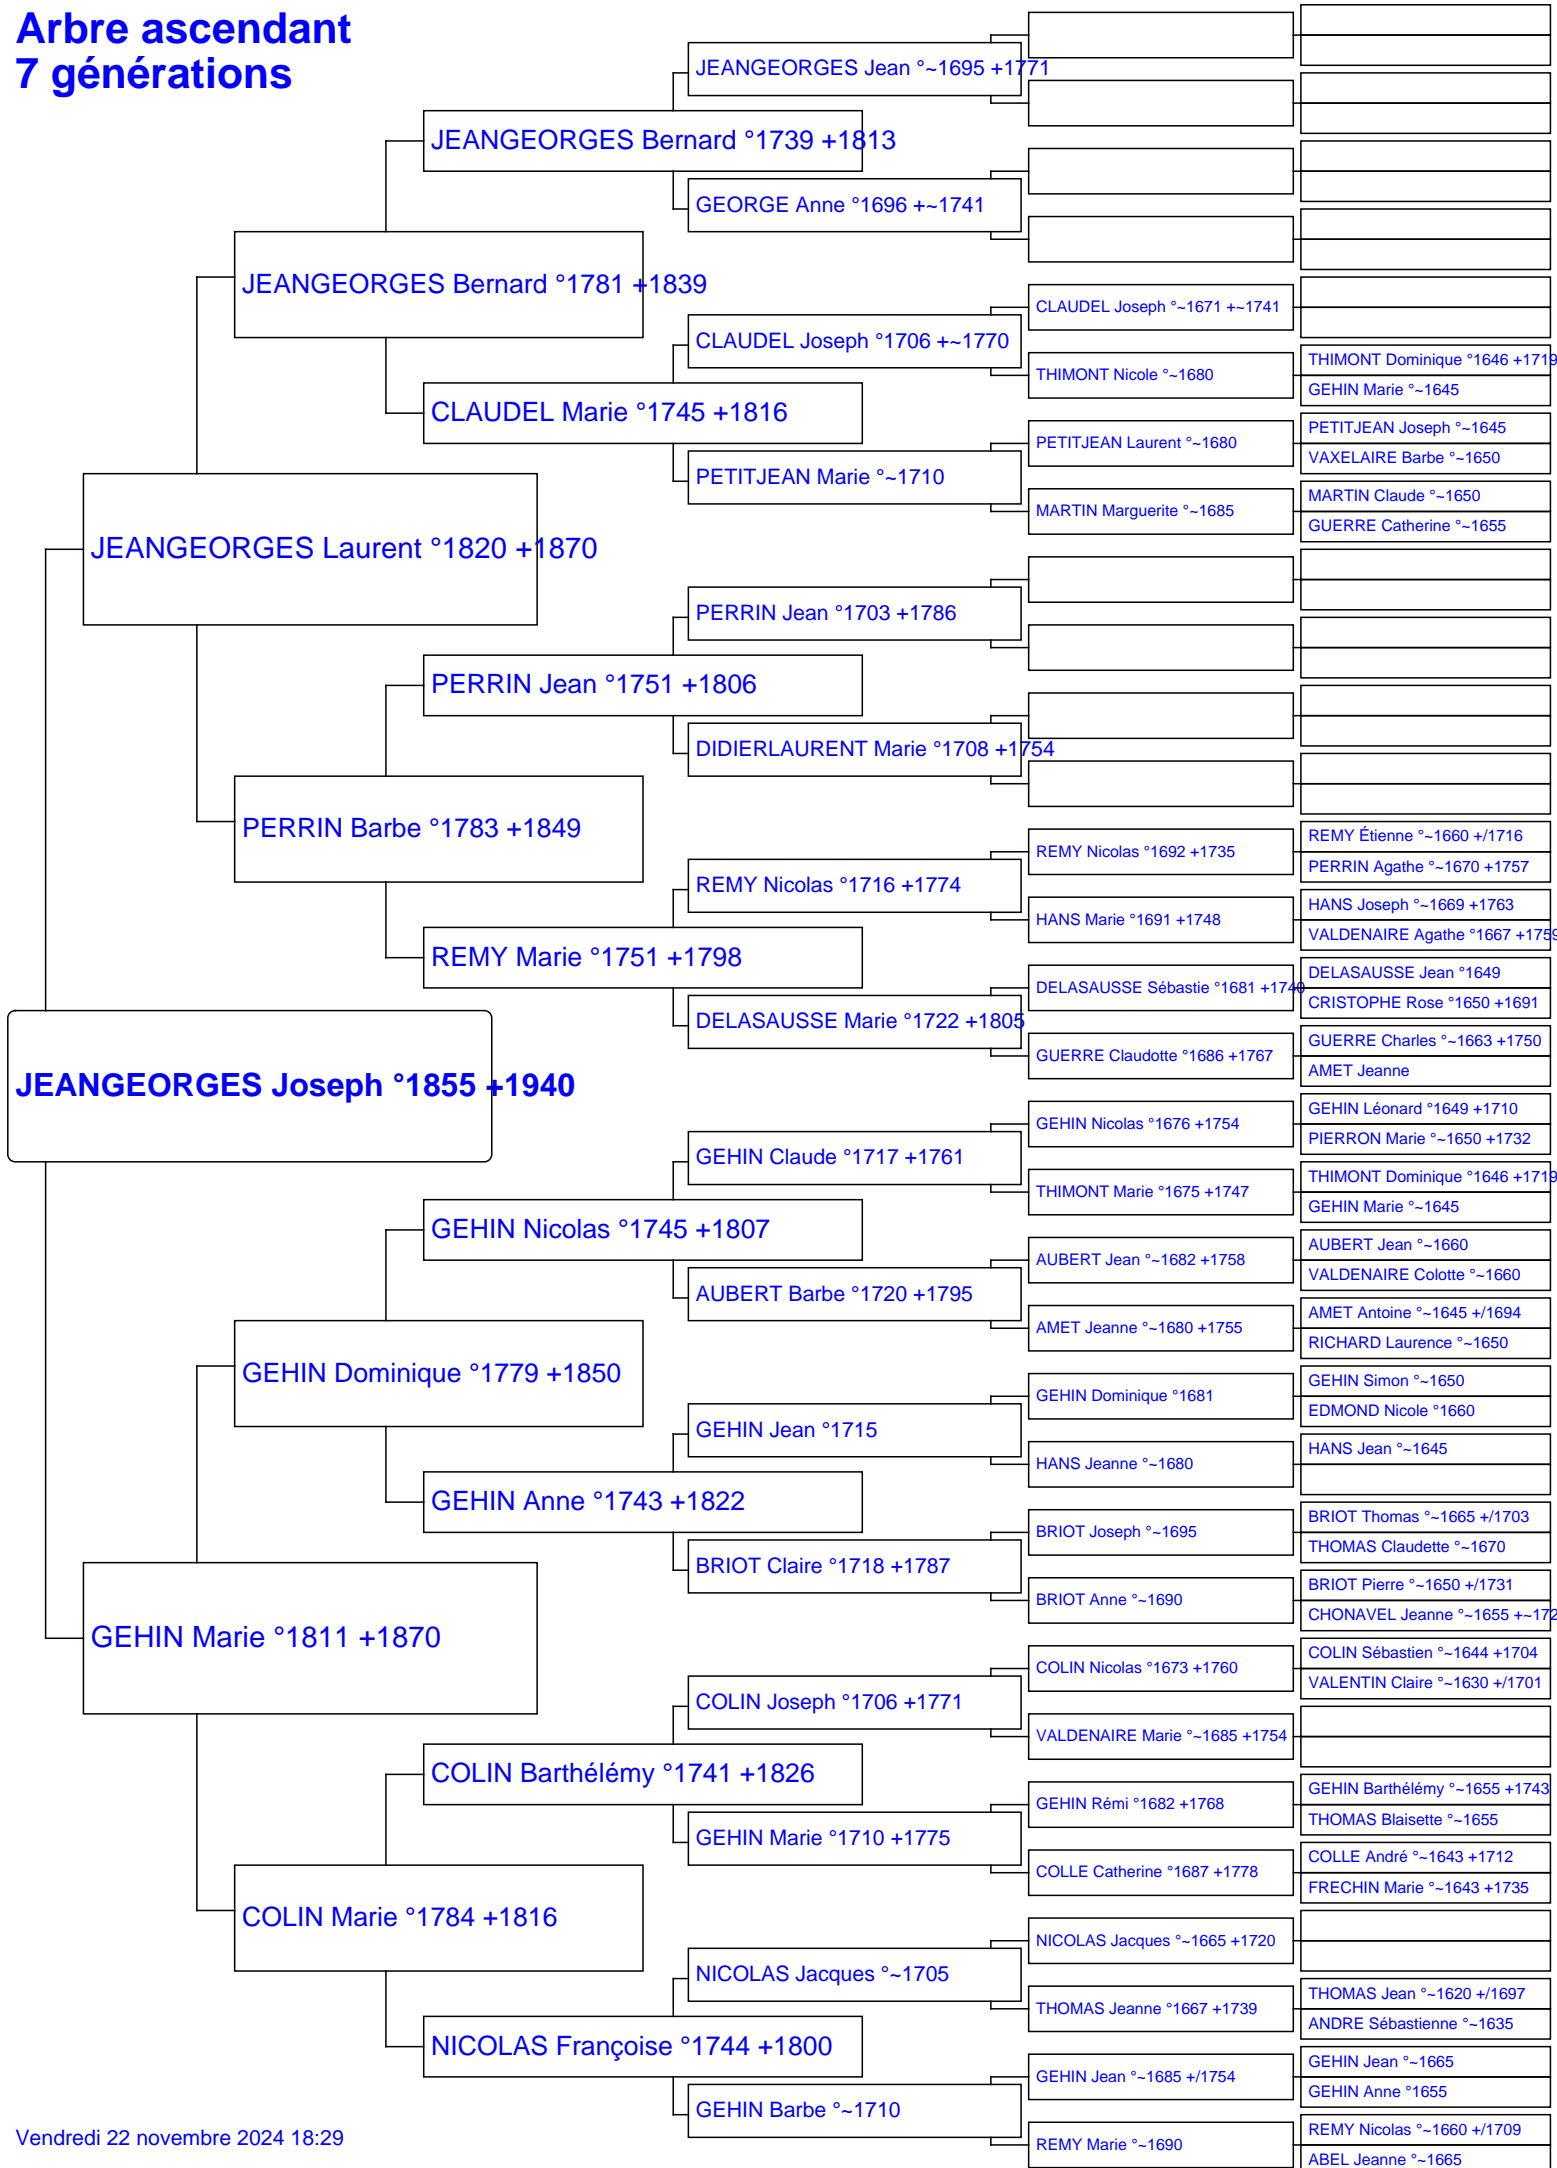 Arbre ascendant
7 générations
JEANGEORGES Jean °~1695 +1771
JEANGEORGES Bernard °1739 +1813
GEORGE Anne °1696 +~1741
JEANGEORGES Bernard °1781 +1839
CLAUDEL Joseph °~1671 +~1741
CLAUDEL Joseph °1706 +~1770
THIMONT Dominique °1646 +1719
THIMONT Nicole °~1680
GEHIN Marie °~1645
CLAUDEL Marie °1745 +1816
PETITJEAN Joseph °~1645
PETITJEAN Laurent °~1680
VAXELAIRE Barbe °~1650
PETITJEAN Marie °~1710
MARTIN Claude °~1650
MARTIN Marguerite °~1685
GUERRE Catherine °~1655
JEANGEORGES Laurent °1820 +1870
PERRIN Jean °1703 +1786
PERRIN Jean °1751 +1806
DIDIERLAURENT Marie °1708 +1754
PERRIN Barbe °1783 +1849
REMY Étienne °~1660 +/1716
REMY Nicolas °1692 +1735
PERRIN Agathe °~1670 +1757
REMY Nicolas °1716 +1774
HANS Joseph °~1669 +1763
HANS Marie °1691 +1748
VALDENAIRE Agathe °1667 +1759
REMY Marie °1751 +1798
DELASAUSSE Jean °1649
DELASAUSSE Sébastie °1681 +1740
CRISTOPHE Rose °1650 +1691
DELASAUSSE Marie °1722 +1805
GUERRE Charles °~1663 +1750
GUERRE Claudotte °1686 +1767
AMET Jeanne
JEANGEORGES Joseph °1855 +1940
GEHIN Léonard °1649 +1710
GEHIN Nicolas °1676 +1754
PIERRON Marie °~1650 +1732
GEHIN Claude °1717 +1761
THIMONT Dominique °1646 +1719
THIMONT Marie °1675 +1747
GEHIN Marie °~1645
GEHIN Nicolas °1745 +1807
AUBERT Jean °~1660
AUBERT Jean °~1682 +1758
VALDENAIRE Colotte °~1660
AUBERT Barbe °1720 +1795
AMET Antoine °~1645 +/1694
AMET Jeanne °~1680 +1755
RICHARD Laurence °~1650
GEHIN Dominique °1779 +1850
GEHIN Simon °~1650
GEHIN Dominique °1681
EDMOND Nicole °1660
GEHIN Jean °1715
HANS Jean °~1645
HANS Jeanne °~1680
GEHIN Anne °1743 +1822
BRIOT Thomas °~1665 +/1703
BRIOT Joseph °~1695
THOMAS Claudette °~1670
BRIOT Claire °1718 +1787
BRIOT Pierre °~1650 +/1731
BRIOT Anne °~1690
CHONAVEL Jeanne °~1655 +~172
GEHIN Marie °1811 +1870
COLIN Sébastien °~1644 +1704
COLIN Nicolas °1673 +1760
VALENTIN Claire °~1630 +/1701
COLIN Joseph °1706 +1771
VALDENAIRE Marie °~1685 +1754
COLIN Barthélémy °1741 +1826
GEHIN Barthélémy °~1655 +1743
GEHIN Rémi °1682 +1768
THOMAS Blaisette °~1655
GEHIN Marie °1710 +1775
COLLE André °~1643 +1712
COLLE Catherine °1687 +1778
FRECHIN Marie °~1643 +1735
COLIN Marie °1784 +1816
NICOLAS Jacques °~1665 +1720
NICOLAS Jacques °~1705
THOMAS Jean °~1620 +/1697
THOMAS Jeanne °1667 +1739
ANDRE Sébastienne °~1635
NICOLAS Françoise °1744 +1800
GEHIN Jean °~1665
GEHIN Jean °~1685 +/1754
GEHIN Anne °1655
GEHIN Barbe °~1710
REMY Nicolas °~1660 +/1709
REMY Marie °~1690
ABEL Jeanne °~1665
Vendredi 22 novembre 2024 18:29